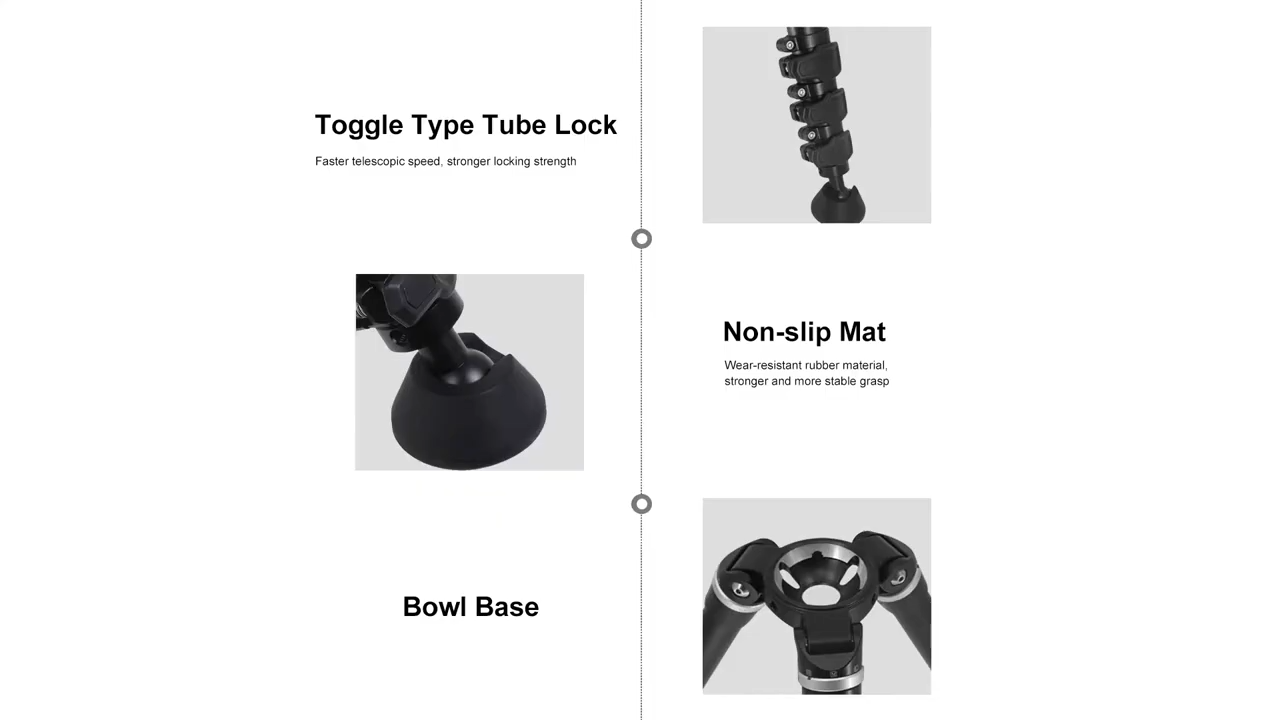 Toggle Type Tube Lock
Faster telescopic speed, stronger locking strength
Non-slip Mat
Wear-resistant rubber material,
stronger and more stable grasp
Bowl Base